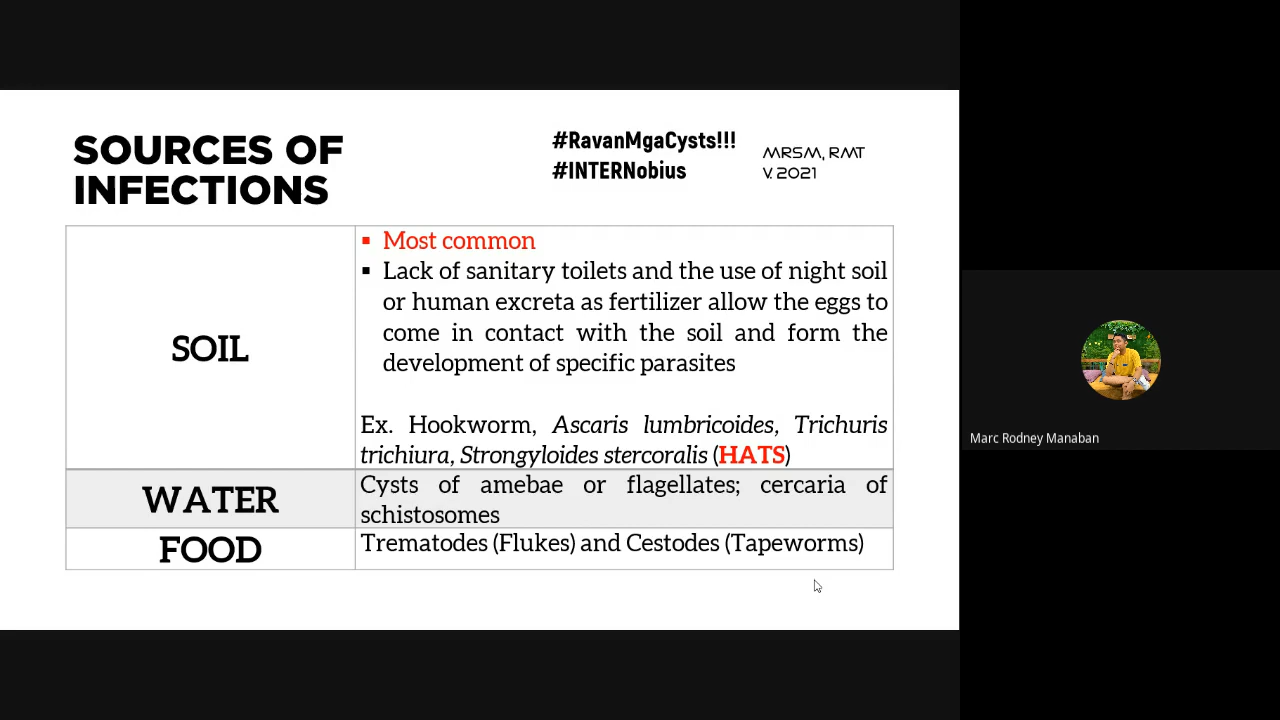 SOURCES OF
INFECTIONS
#RavanMgaCysts!!!
#INTERNobius
MRSM, RMT
V. 2021
SOIL
▪ Most common
▪ Lack of sanitary toilets and the use of night soil
or human excreta as fertilizer allow the eggs to
come in contact with the soil and form the
development of specific parasites
Ex. Hookworm, Ascaris lumbricoides, Trichuris
trichiura, Strongyloides stercoralis (HATS)
WATER
Cysts of amebae or flagellates; cercaria of
schistosomes
FOOD
Trematodes (Flukes) and Cestodes (Tapeworms)
Marc Rodney Manaban